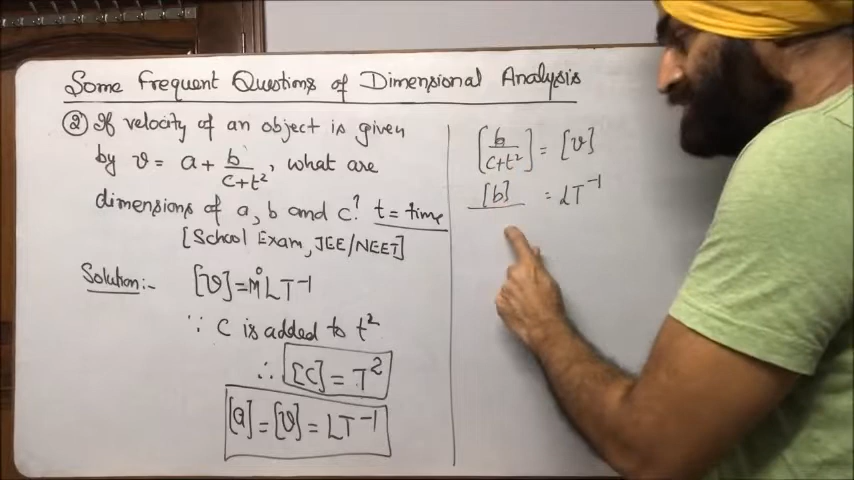 Some Frequent Questions of Dimensional Analysis
② If velocity of an object is given
by v = a + b/(c+t²), what are
dimensions of a, b and c? t = time
[School Exam, JEE/NEET]
Solution:- [v] = M⁰LT⁻¹
∵ C is added to t²
∴ [C] = T²
[a] = [v] = LT⁻¹
[b/(c+t²)] = [v]
[b] = LT⁻¹